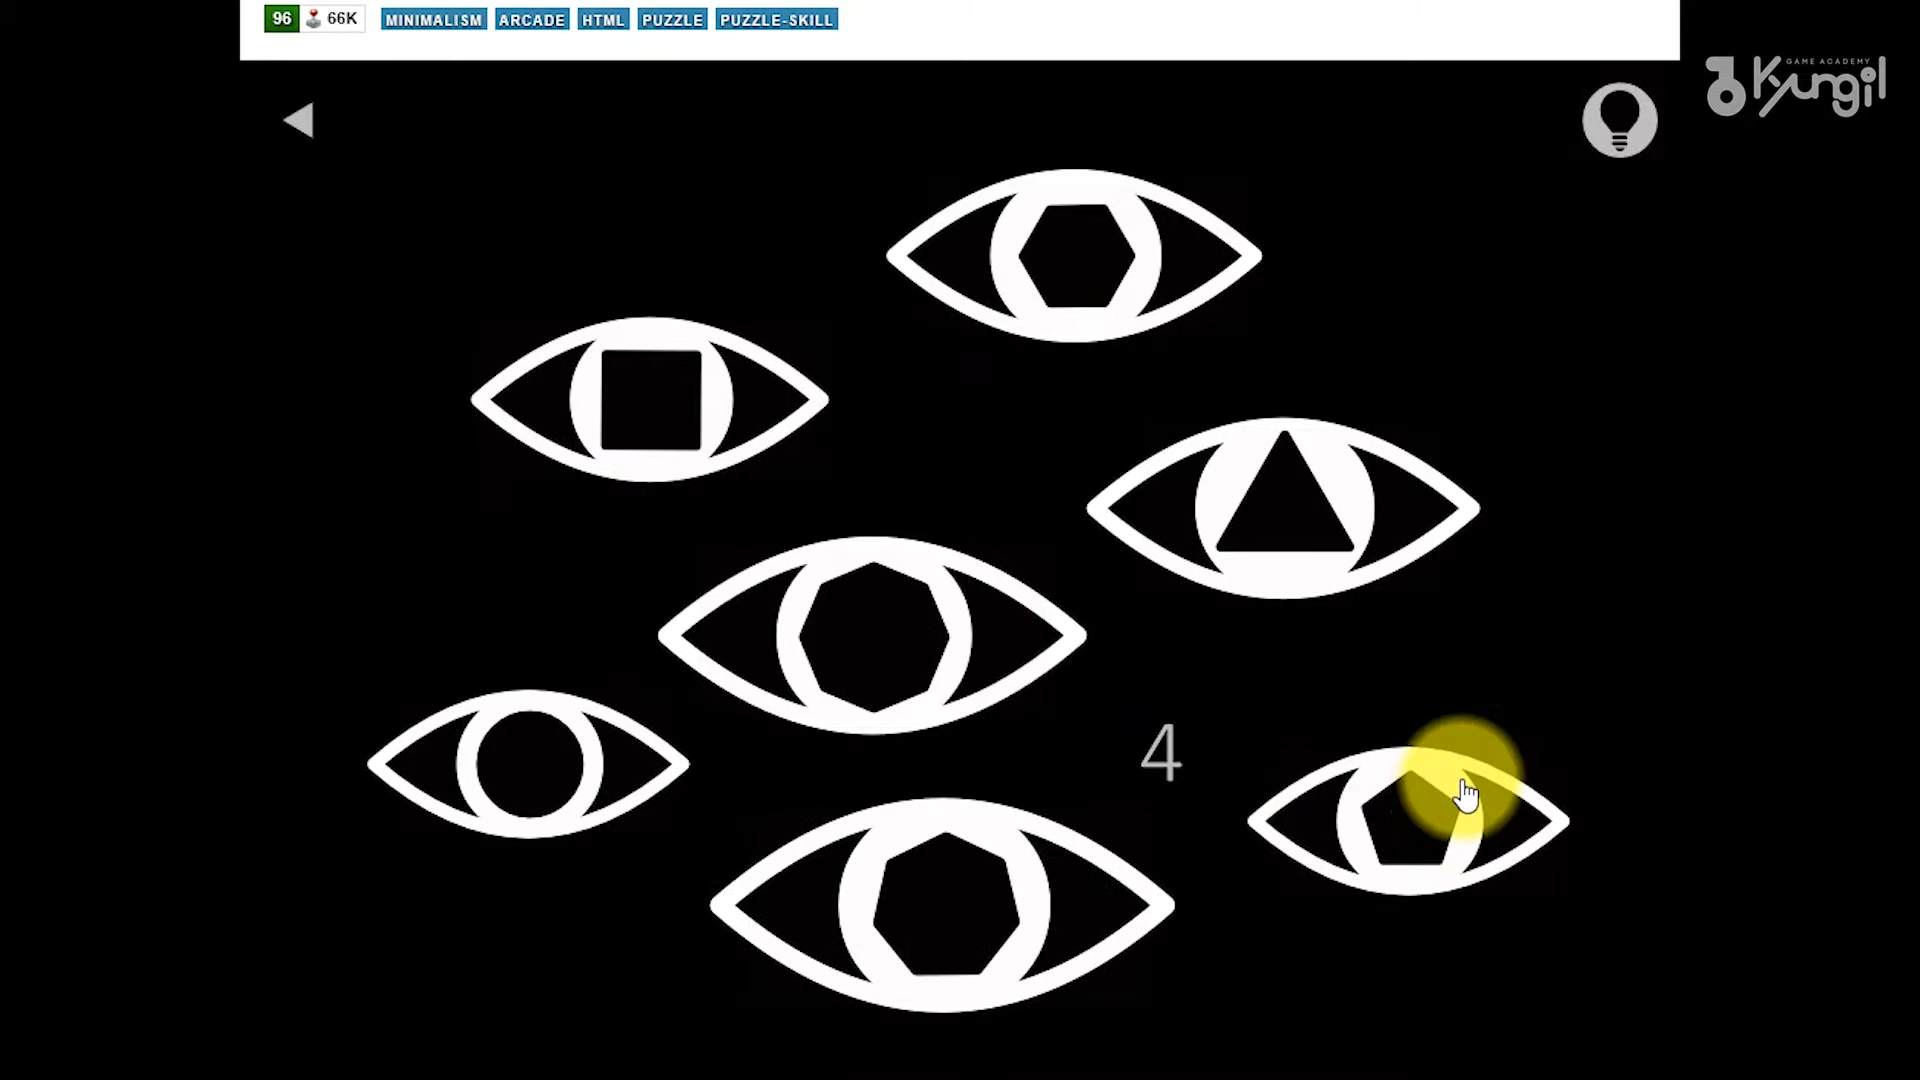 96 66K MINIMALISM ARCADE HTML PUZZLE PUZZLE-SKILL
GAME ACADEMY
Kyungil
4